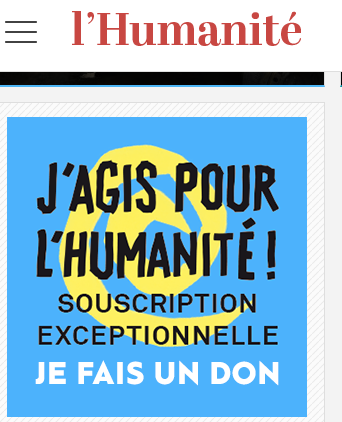 l'Humanité
J'AGIS POUR
L'HUMANITÉ !
SOUSCRIPTION
EXCEPTIONNELLE
JE FAIS UN DON